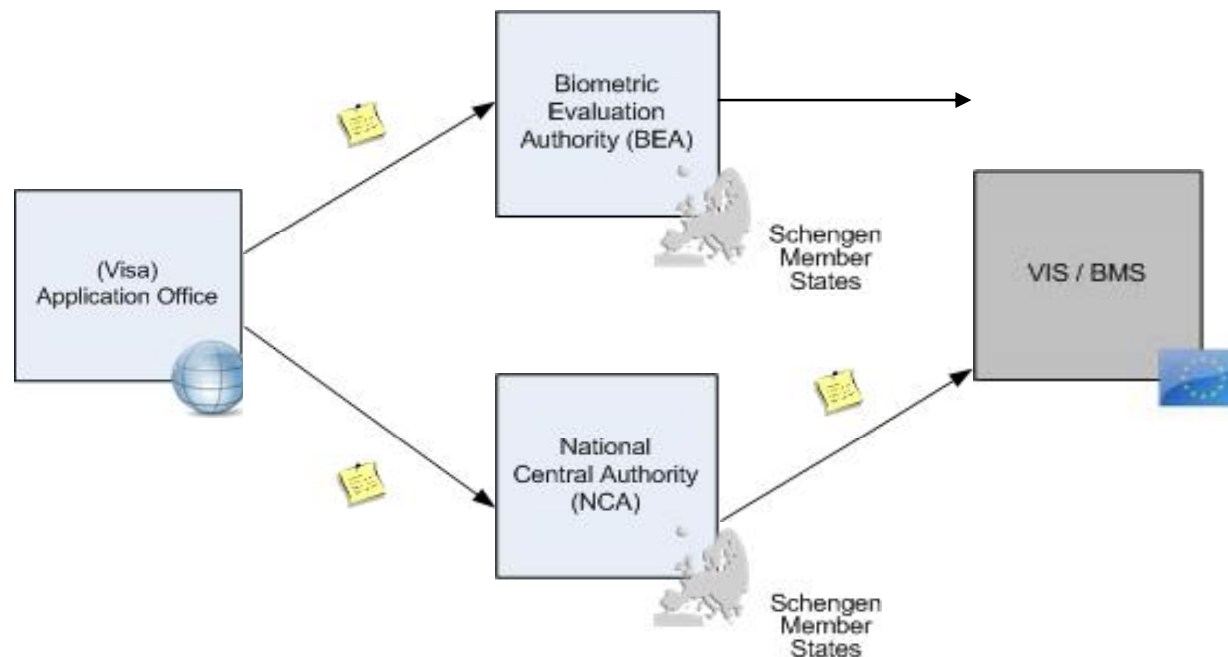 Biometric
Evaluation
Authority (BEA)
Schengen
Member
States
(Visa)
Application Office
VIS / BMS
National
Central Authority
(NCA)
Schengen
Member
States